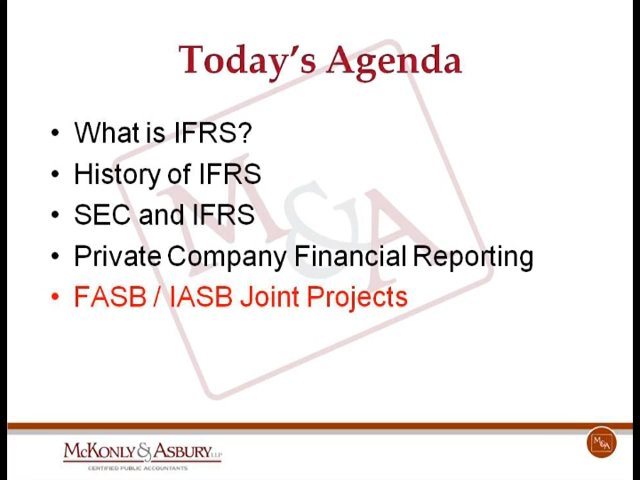 Today's Agenda
• What is IFRS?
• History of IFRS
• SEC and IFRS
• Private Company Financial Reporting
• FASB / IASB Joint Projects
M&A
McKonly & Asbury LLP
CERTIFIED PUBLIC ACCOUNTANTS
M&A